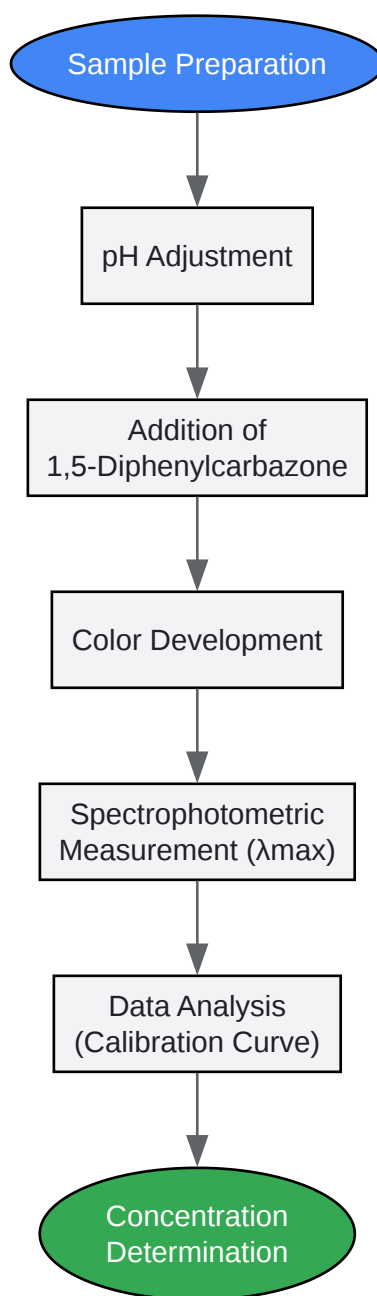 Sample Preparation
pH Adjustment
Addition of
1,5-Diphenylcarbazone
Color Development
Spectrophotometric
Measurement (λmax)
Data Analysis
(Calibration Curve)
Concentration
Determination